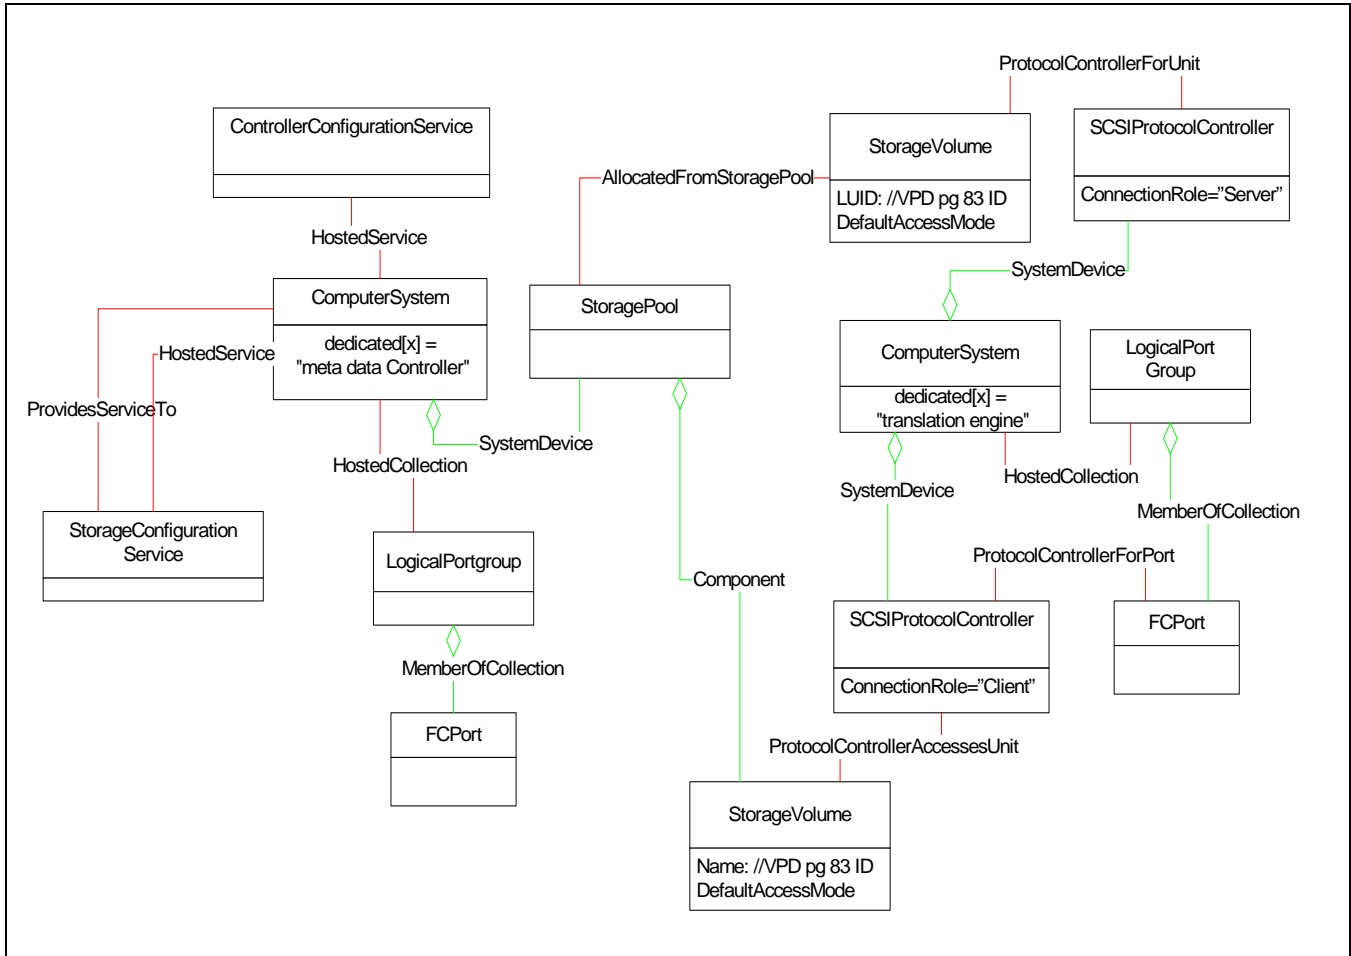 ProtocolControllerForUnit
ControllerConfigurationService
StorageVolume
SCSIProtocolController
AllocatedFromStoragePool
LUID: //VPD pg 83 ID
DefaultAccessMode
ConnectionRole=”Server”
HostedService
SystemDevice
ComputerSystem
StoragePool
dedicated[x] =
"meta data Controller"
HostedService
ComputerSystem
LogicalPort
Group
dedicated[x] =
"translation engine"
ProvidesServiceTo
SystemDevice
HostedCollection
HostedCollection
SystemDevice
MemberOfCollection
StorageConfiguration
Service
LogicalPortgroup
ProtocolControllerForPort
Component
SCSIProtocolController
FCPort
MemberOfCollection
ConnectionRole=”Client”
FCPort
ProtocolControllerAccessesUnit
StorageVolume
Name: //VPD pg 83 ID
DefaultAccessMode